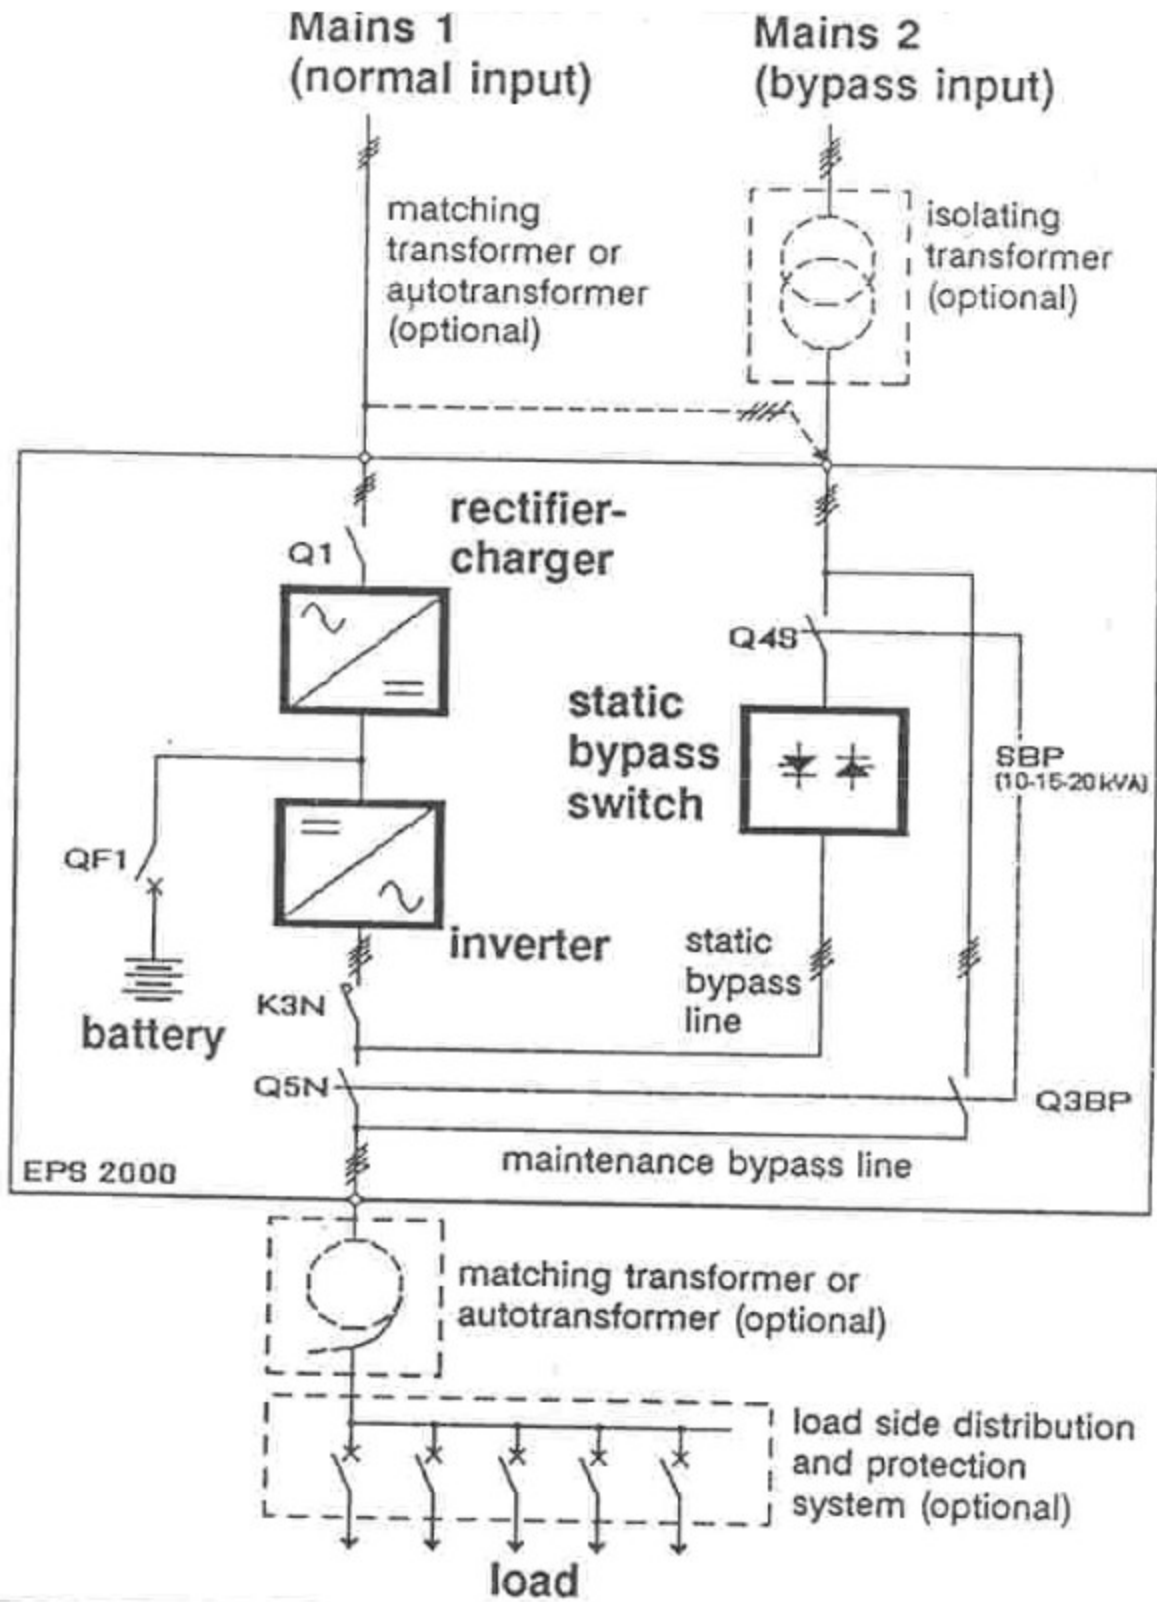 Mains 1
(normal input)
Mains 2
(bypass input)
matching
transformer or
autotransformer
(optional)
isolating
transformer
(optional)
rectifier-
charger
Q1
Q4S
static
bypass
switch
SBP
(10-15-20 kVA)
QF1
inverter
static
bypass
line
K3N
battery
Q5N
Q3BP
maintenance bypass line
EPS 2000
matching transformer or
autotransformer (optional)
load side distribution
and protection
system (optional)
load